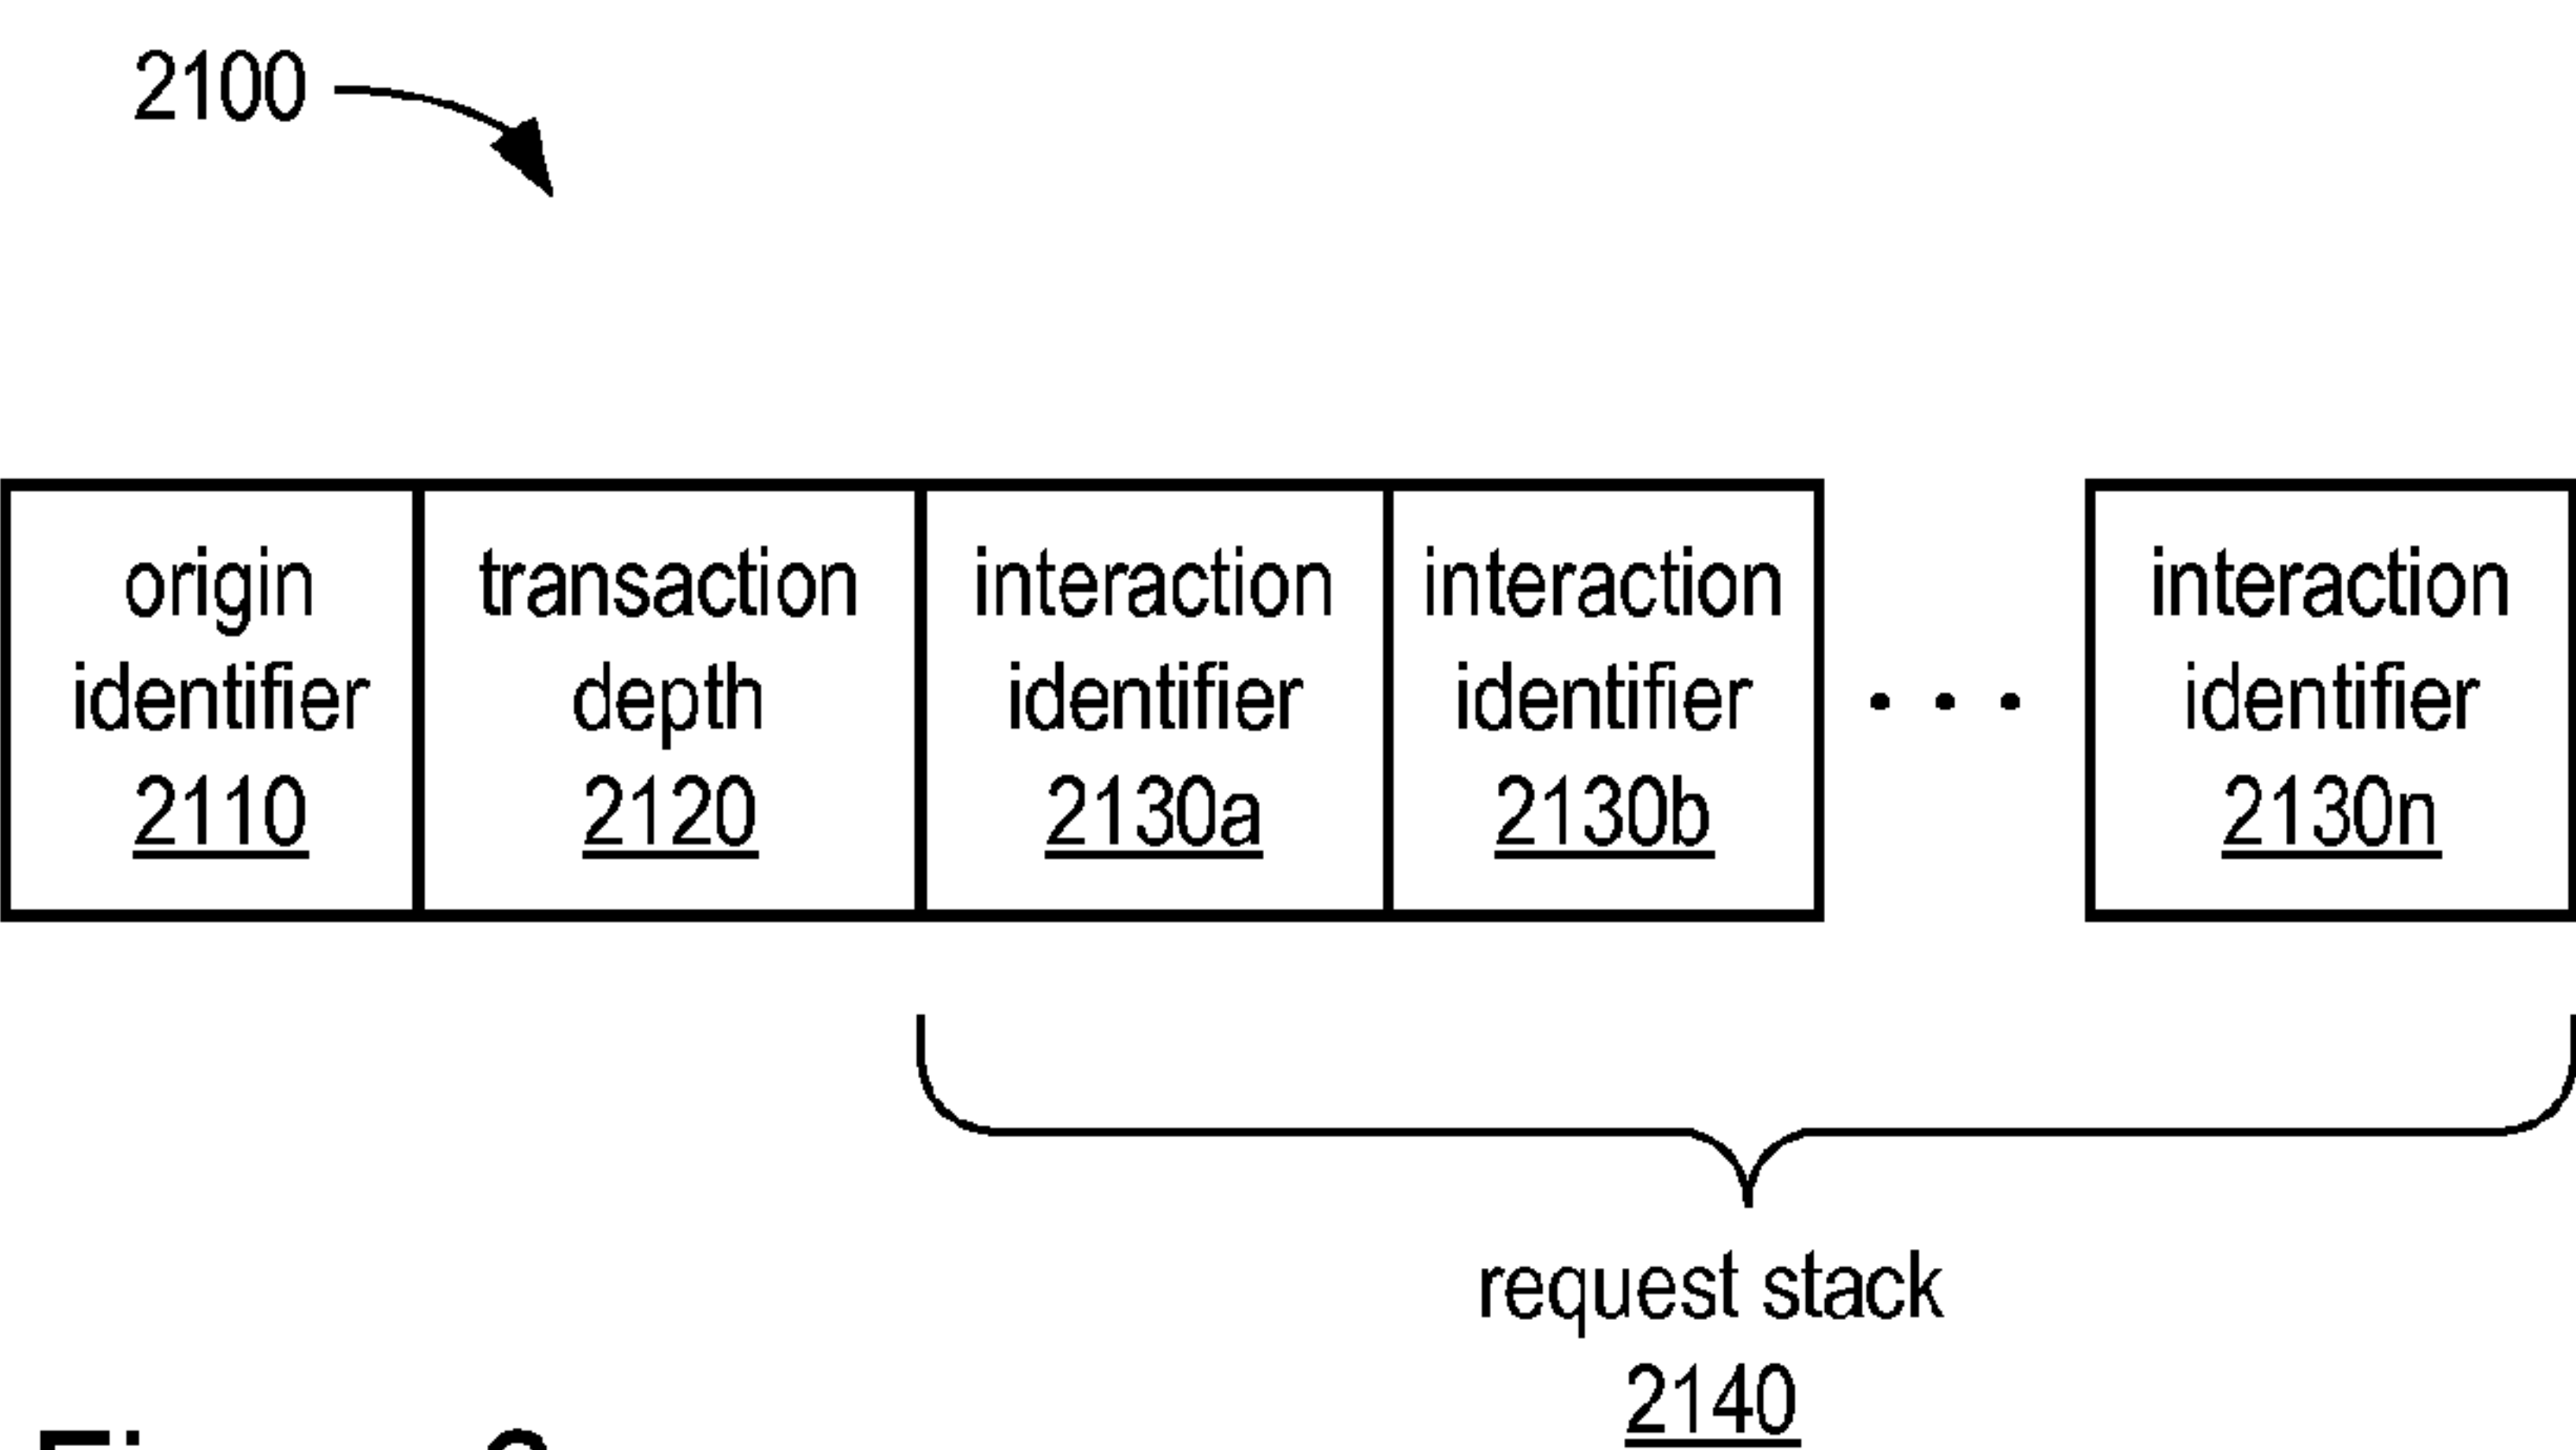 2100
origin
identifier
2110
transaction
depth
2120
interaction
identifier
2130a
interaction
identifier
2130b
. . .
interaction
identifier
2130n
request stack
2140